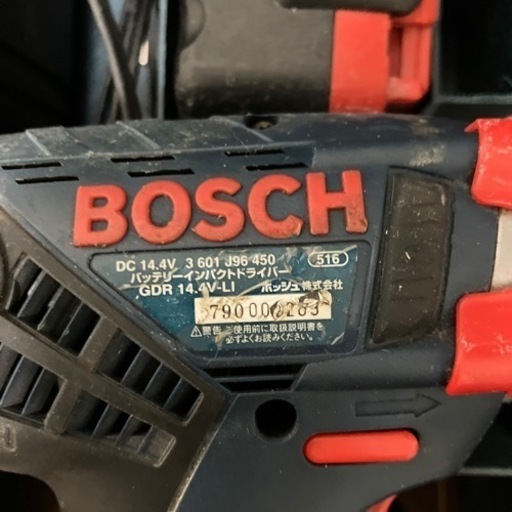 BOSCH
DC 14.4V 3 601 J96 450 516
バッテリーインパクトドライバー
GDR 14.4V-LI ボッシュ株式会社
790000263
⚠警告 ご使用前に取扱説明書を
必ずよくお読みください。